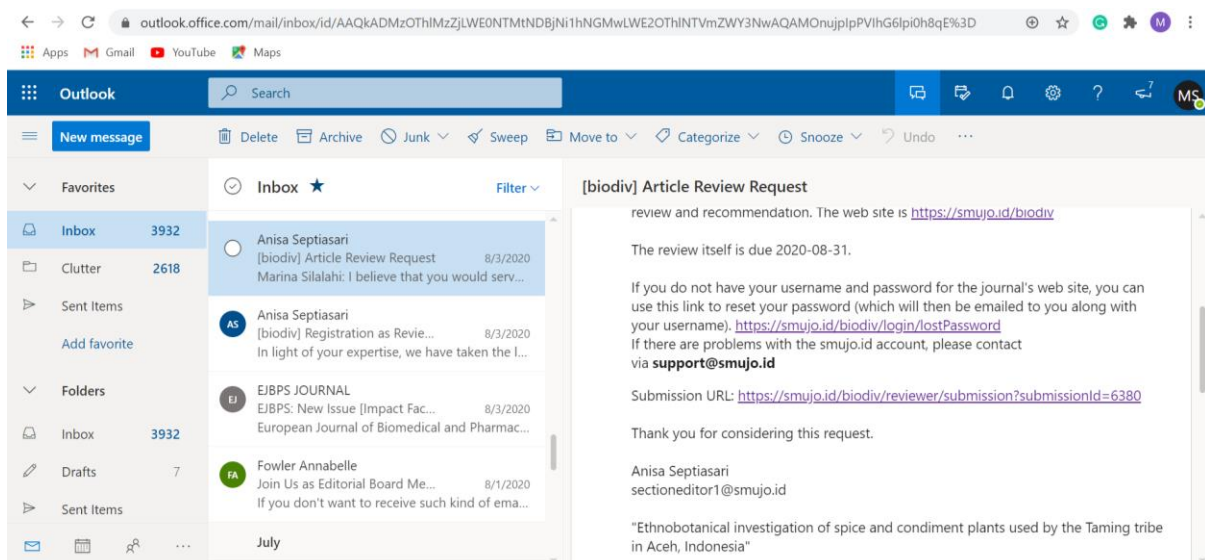 outlook.office.com/mail/inbox/id/AAQkADMzOThlMzZjLWE0NTMtNDBjNi1hNGMwLWE2OThlNTVmZWY3NwAQAMOnujpIpPVIhG6lpi0h8qE%3D
M
Apps Gmail YouTube Maps
Outlook
Search
7
MS
New message
Delete Archive Junk Sweep Move to Categorize Snooze Undo ...
Favorites
Inbox 3932
Clutter 2618
Sent Items
Add favorite
Folders
Inbox 3932
Drafts 7
Sent Items
Inbox ★ Filter
Anisa Septiasari
[biodiv] Article Review Request 8/3/2020
Marina Silalahi: I believe that you would serv...
AS
Anisa Septiasari
[biodiv] Registration as Revie... 8/3/2020
In light of your expertise, we have taken the l...
EJ
EJBPS JOURNAL
EJBPS: New Issue [Impact Fac... 8/3/2020
European Journal of Biomedical and Pharmac...
FA
Fowler Annabelle
Join Us as Editorial Board Me... 8/1/2020
If you don't want to receive such kind of ema...
July
[biodiv] Article Review Request
review and recommendation. The web site is https://smujo.id/biodiv
The review itself is due 2020-08-31.
If you do not have your username and password for the journal's web site, you can
use this link to reset your password (which will then be emailed to you along with
your username). https://smujo.id/biodiv/login/lostPassword
If there are problems with the smujo.id account, please contact
via support@smujo.id
Submission URL: https://smujo.id/biodiv/reviewer/submission?submissionId=6380
Thank you for considering this request.
Anisa Septiasari
sectioneditor1@smujo.id
"Ethnobotanical investigation of spice and condiment plants used by the Taming tribe
in Aceh, Indonesia"